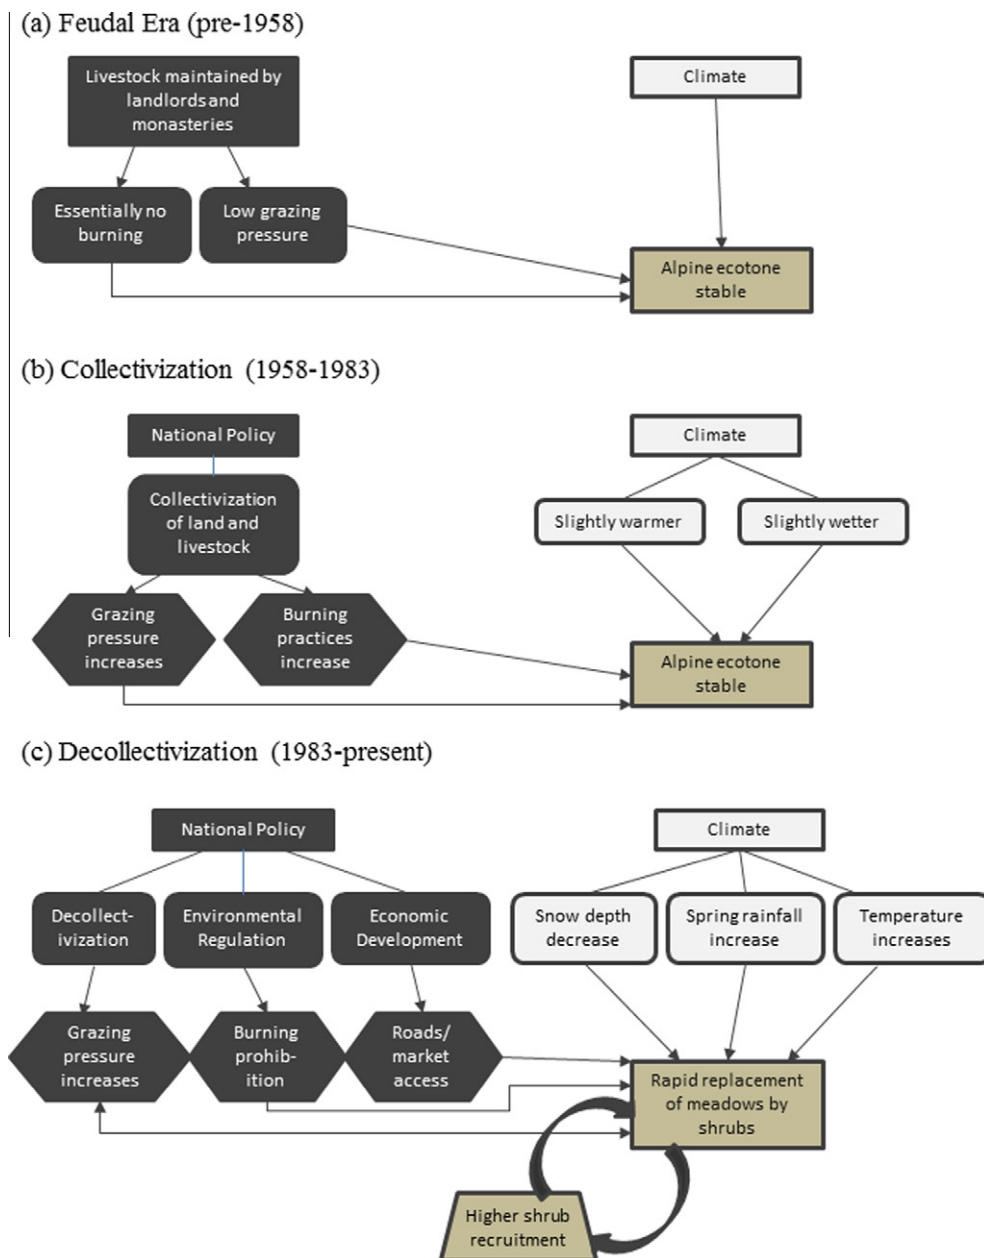 (a) Feudal Era (pre-1958)
Livestock maintained by
landlords and
monasteries
Climate
Essentially no
burning
Low grazing
pressure
Alpine ecotone
stable
(b) Collectivization (1958-1983)
National Policy
Climate
Collectivization
of land and
livestock
Slightly warmer
Slightly wetter
Grazing
pressure
increases
Burning
practices
increase
Alpine ecotone
stable
(c) Decollectivization (1983-present)
National Policy
Climate
Decollect-
ivization
Environmental
Regulation
Economic
Development
Snow depth
decrease
Spring rainfall
increase
Temperature
increases
Grazing
pressure
increases
Burning
prohib-
ition
Roads/
market
access
Rapid replacement
of meadows by
shrubs
Higher shrub
recruitment